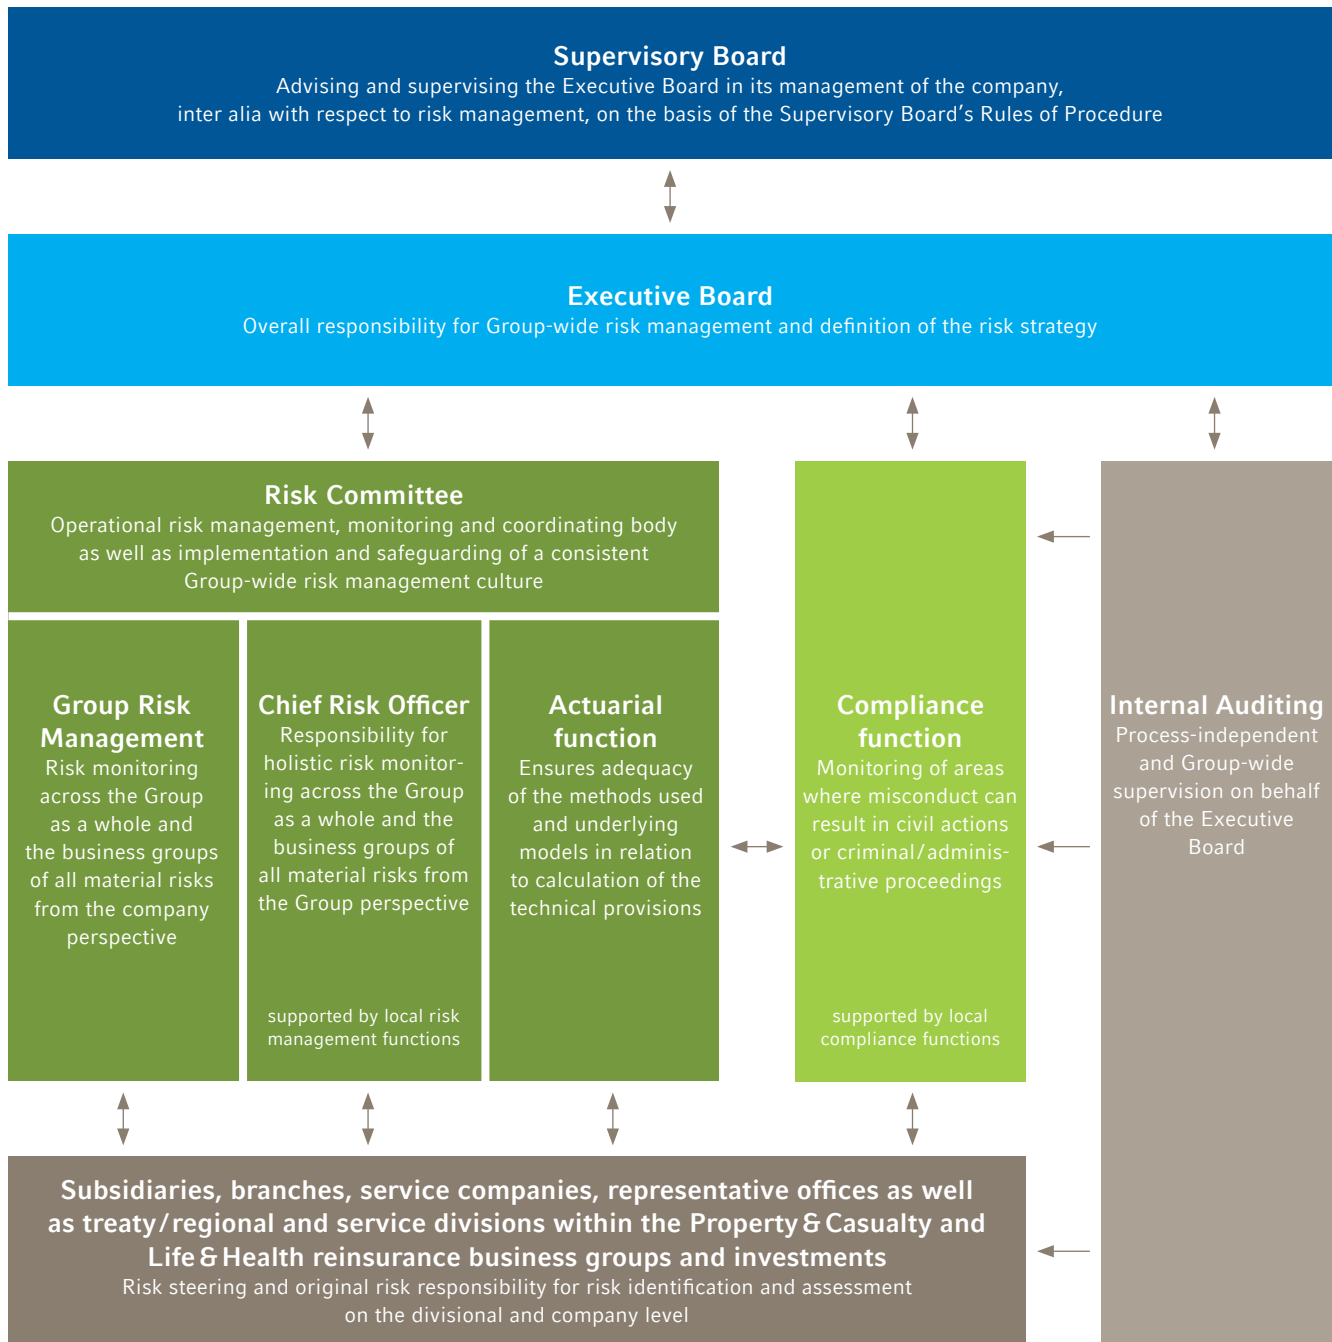 Supervisory Board
Advising and supervising the Executive Board in its management of the company,
inter alia with respect to risk management, on the basis of the Supervisory Board’s Rules of Procedure
Executive Board
Overall responsibility for Group-wide risk management and definition of the risk strategy
Risk Committee
Operational risk management, monitoring and coordinating body
as well as implementation and safeguarding of a consistent
Group-wide risk management culture
Group Risk
Management
Risk monitoring
across the Group
as a whole and
the business groups
of all material risks
from the company
perspective
Chief Risk Officer
Responsibility for
holistic risk monitor-
ing across the Group
as a whole and the
business groups of
all material risks from
the Group perspective
supported by local risk
management functions
Actuarial
function
Ensures adequacy
of the methods used
and underlying
models in relation
to calculation of the
technical provisions
Compliance
function
Monitoring of areas
where misconduct can
result in civil actions
or criminal/adminis-
trative proceedings
supported by local
compliance functions
Internal Auditing
Process-independent
and Group-wide
supervision on behalf
of the Executive
Board
Subsidiaries, branches, service companies, representative offices as well
as treaty/regional and service divisions within the Property & Casualty and
Life & Health reinsurance business groups and investments
Risk steering and original risk responsibility for risk identification and assessment
on the divisional and company level